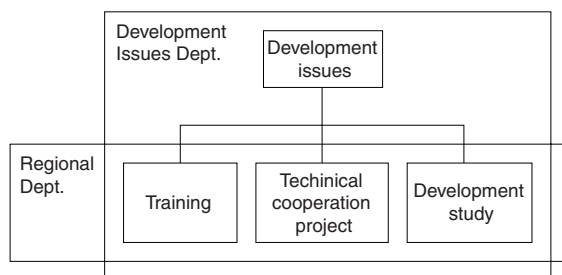 Development
Issues Dept.
Development
issues
Regional
Dept.
Training
Techinical
cooperation
project
Development
study